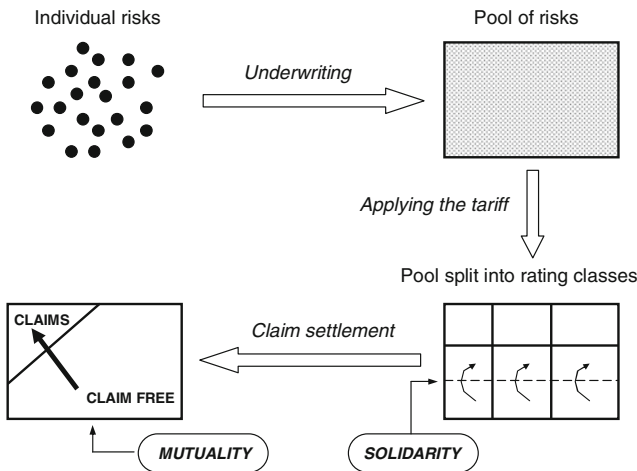 Individual risks
Pool of risks
Underwriting
Applying the tariff
Pool split into rating classes
CLAIMS
Claim settlement
CLAIM FREE
MUTUALITY
SOLIDARITY